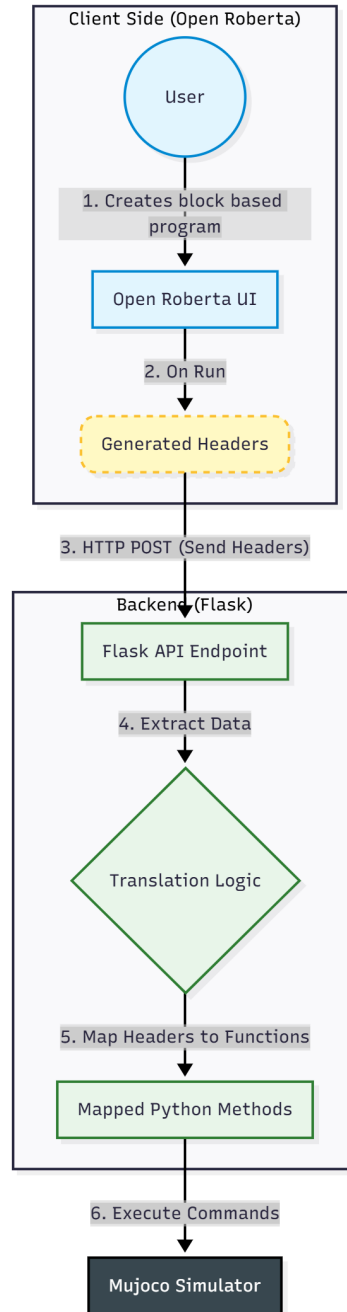 Client Side (Open Roberta)
User
1. Creates block based
program
Open Roberta UI
2. On Run
Generated Headers
3. HTTP POST (Send Headers)
Backend (Flask)
Flask API Endpoint
4. Extract Data
Translation Logic
5. Map Headers to Functions
Mapped Python Methods
6. Execute Commands
Mujoco Simulator